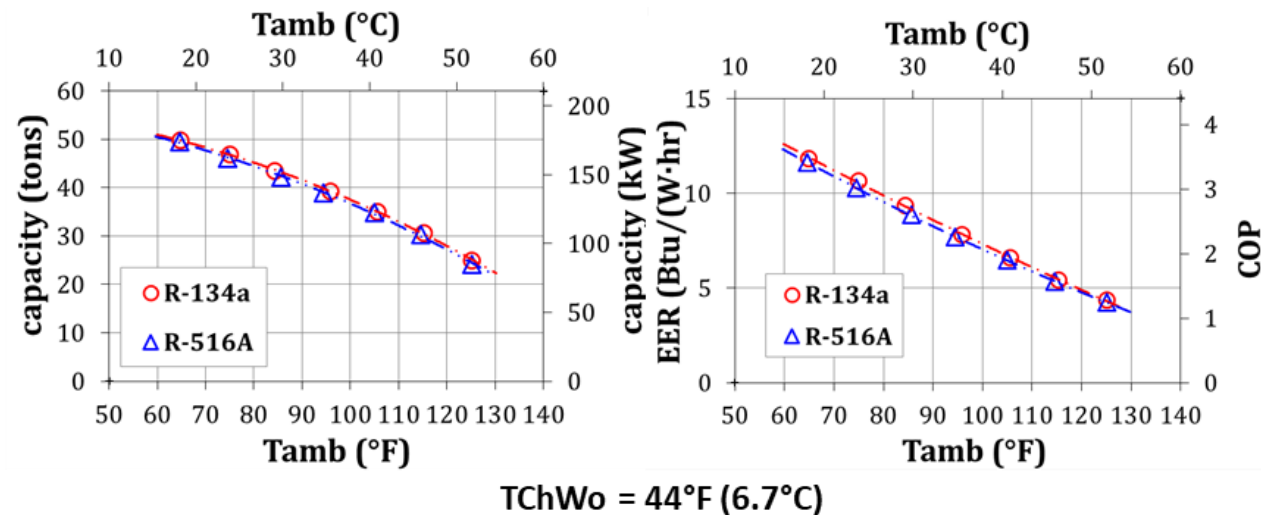 Tamb (°C)
10 20 30 40 50 60
60
50
40
30
20
10
0
capacity (tons)
200
150
100
50
0
capacity (kW)
R-134a
R-516A
50 60 70 80 90 100 110 120 130 140
Tamb (°F)
Tamb (°C)
10 20 30 40 50 60
15
10
5
0
EER (Btu/(W·hr)
4
3
2
1
0
COP
R-134a
R-516A
50 60 70 80 90 100 110 120 130 140
Tamb (°F)
TChWo = 44°F (6.7°C)